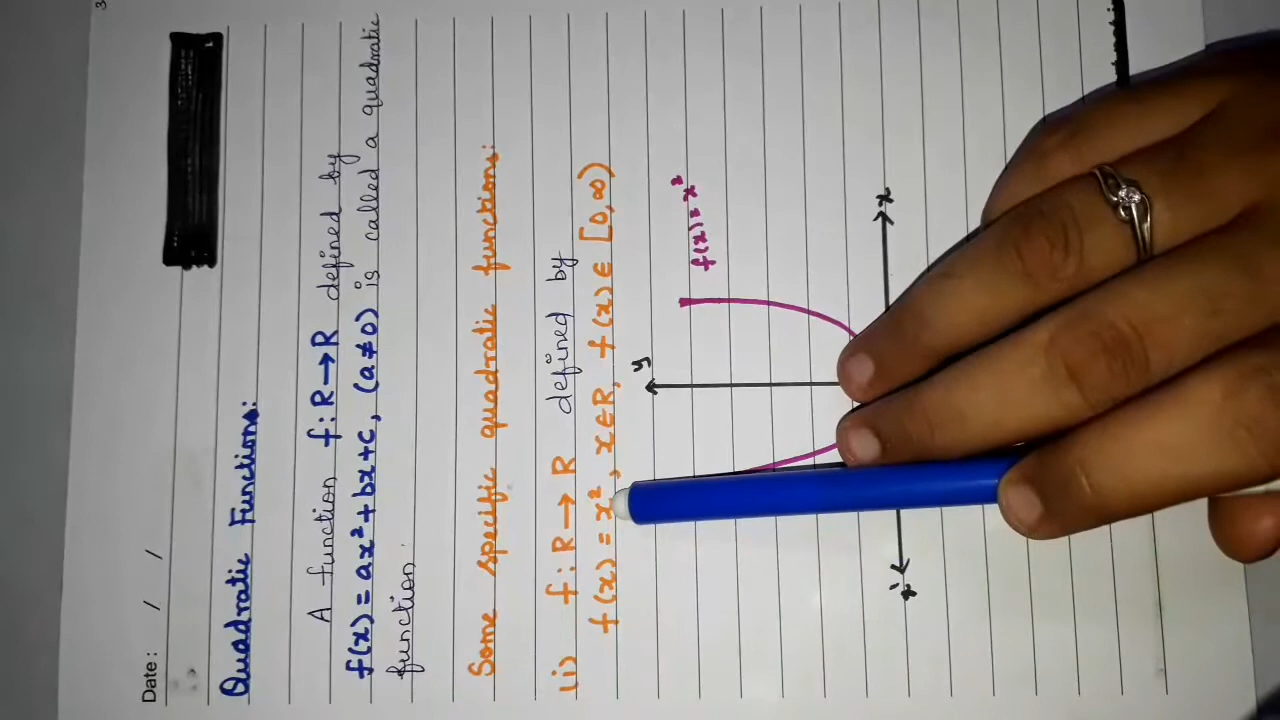 Date: / /
Quadratic Functions:
A function f: R→R defined by
f(x) = ax² + bx + c, (a ≠ 0) is called a quadratic
function.
Some specific quadratic functions:
(i) f: R → R defined by
f(x) = x², x ∈ R, f(x) ∈ [0, ∞)
y
f(x) = x²
x' x